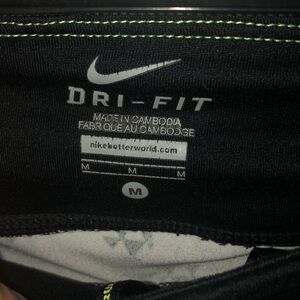 DRI-FIT
MADE IN CAMBODIA
FABRIQUE AU CAMBODGE
nikebetterworld.com
M M M
M